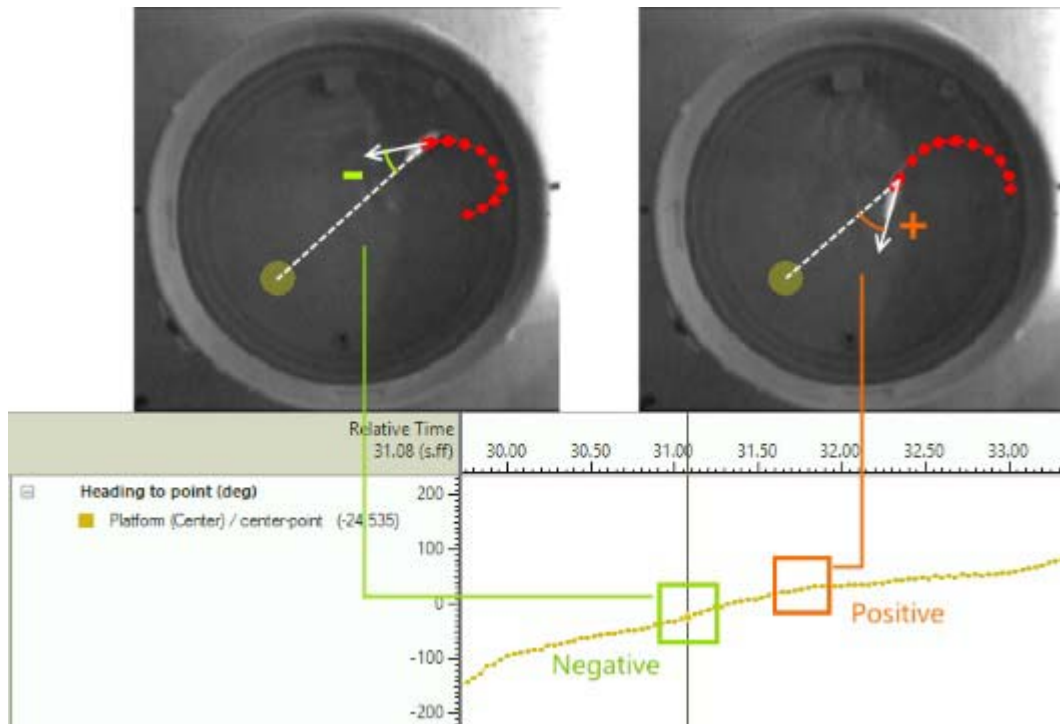 -
+
Relative Time
31.08 (s.ff)
30.00 30.50 31.00 31.50 32.00 32.50 33.00
Heading to point (deg)
Platform (Center) / center-point (-24.535)
200
100
0
-100
-200
Negative
Positive